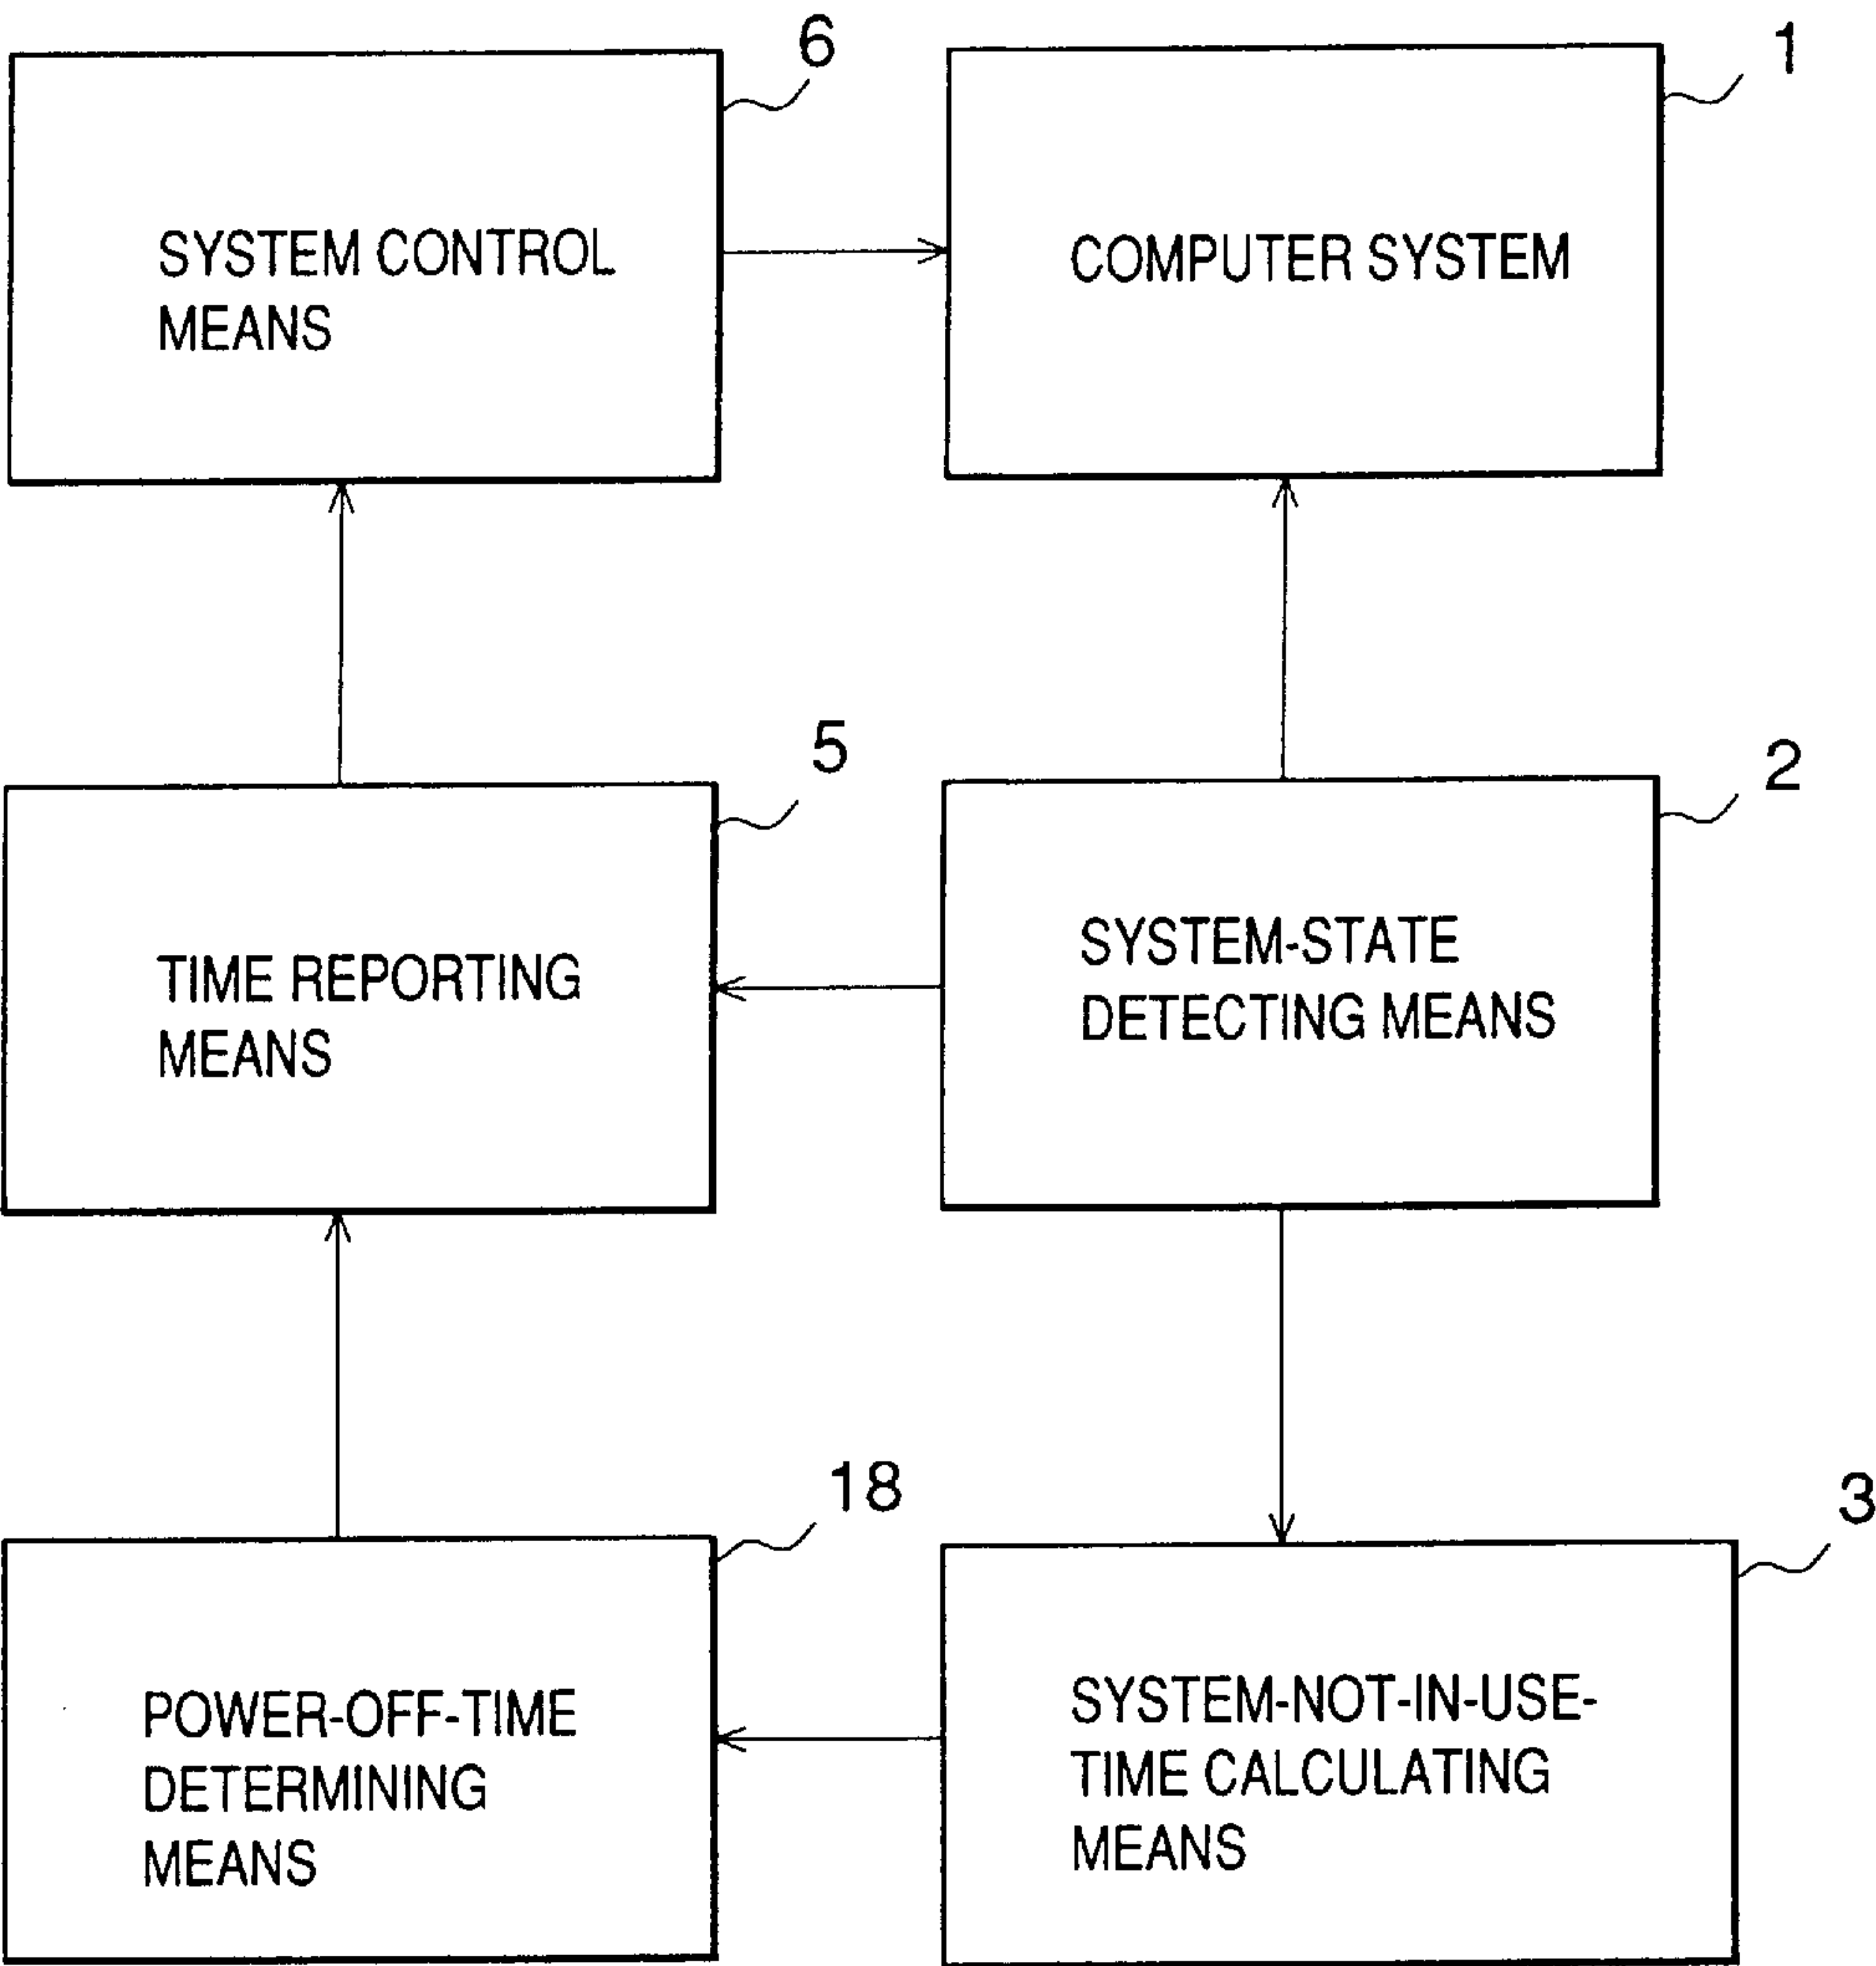 6
1
SYSTEM CONTROL
MEANS
COMPUTER SYSTEM
5
2
TIME REPORTING
MEANS
SYSTEM-STATE
DETECTING MEANS
18
3
POWER-OFF-TIME
DETERMINING
MEANS
SYSTEM-NOT-IN-USE-
TIME CALCULATING
MEANS